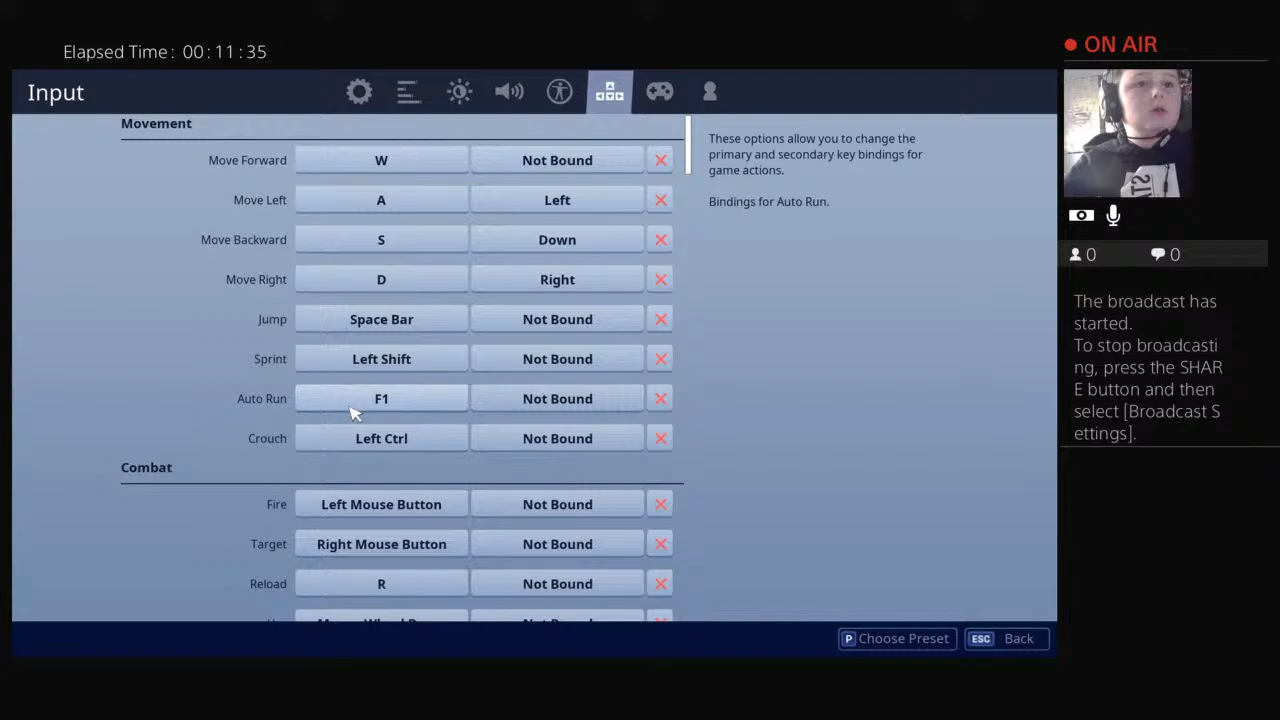 Elapsed Time: 00:11:35
ON AIR
Input
Movement
Move Forward W Not Bound
Move Left A Left
Move Backward S Down
Move Right D Right
Jump Space Bar Not Bound
Sprint Left Shift Not Bound
Auto Run F1 Not Bound
Crouch Left Ctrl Not Bound
Combat
Fire Left Mouse Button Not Bound
Target Right Mouse Button Not Bound
Reload R Not Bound
These options allow you to change the
primary and secondary key bindings for
game actions.
Bindings for Auto Run.
P Choose Preset ESC Back
0 0
The broadcast has
started.
To stop broadcasti
ng, press the SHAR
E button and then
select [Broadcast S
ettings].